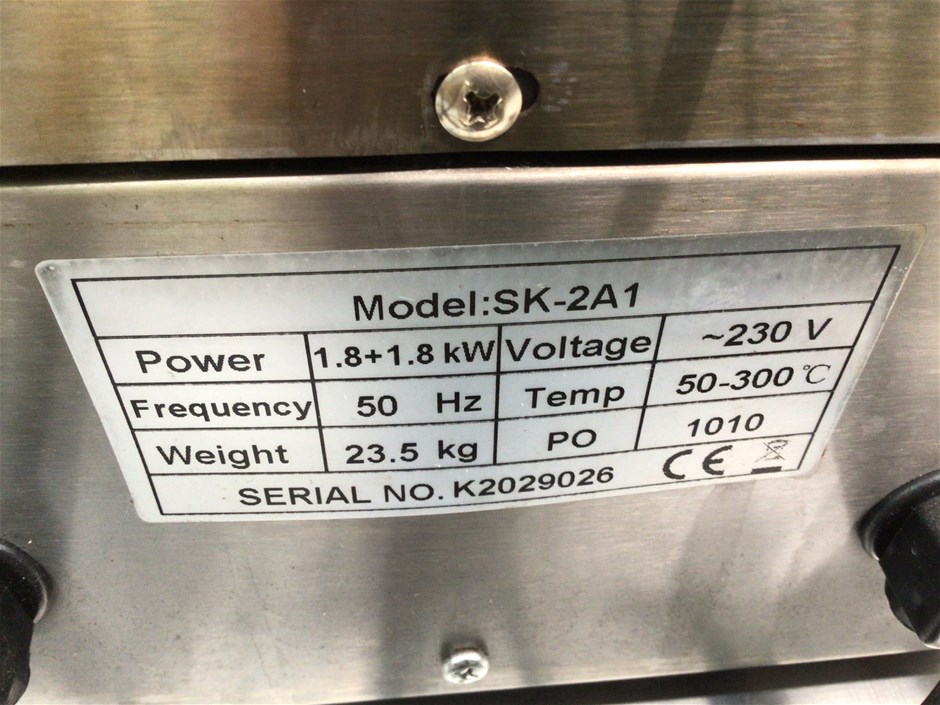 Model:SK-2A1
Power 1.8+1.8 kW Voltage ~230 V
Frequency 50 Hz Temp 50-300 ℃
Weight 23.5 kg PO 1010
SERIAL NO. K2029026 CE